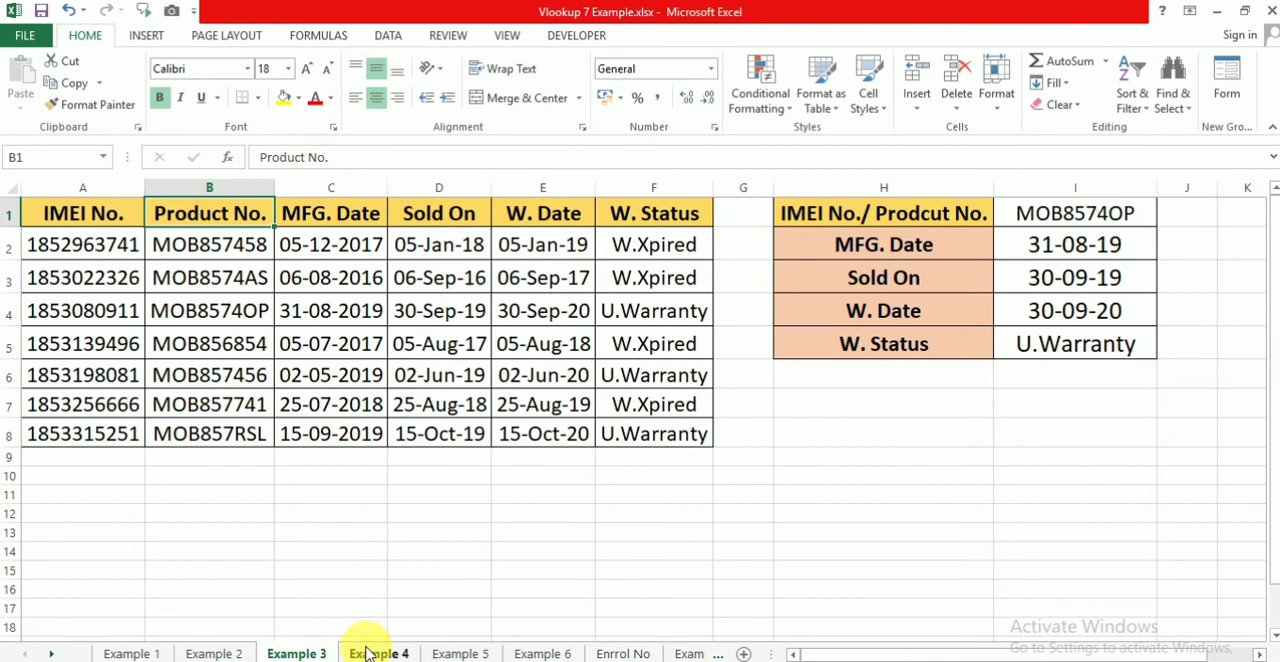 Vlookup 7 Example.xlsx - Microsoft Excel
FILE HOME INSERT PAGE LAYOUT FORMULAS DATA REVIEW VIEW DEVELOPER Sign in
Paste Cut Copy Format Painter Clipboard
Calibri 18 B I U A Font
Wrap Text Merge & Center Alignment
General % , Number
Conditional Formatting Format as Table Cell Styles Styles
Insert Delete Format Cells
AutoSum Fill Clear Sort & Filter Find & Select Editing
Form New Gro...
B1 fx Product No.
A B C D E F G H I J K
1 IMEI No. Product No. MFG. Date Sold On W. Date W. Status IMEI No./ Prodcut No. MOB8574OP
2 1852963741 MOB857458 05-12-2017 05-Jan-18 05-Jan-19 W.Xpired MFG. Date 31-08-19
3 1853022326 MOB8574AS 06-08-2016 06-Sep-16 06-Sep-17 W.Xpired Sold On 30-09-19
4 1853080911 MOB8574OP 31-08-2019 30-Sep-19 30-Sep-20 U.Warranty W. Date 30-09-20
5 1853139496 MOB856854 05-07-2017 05-Aug-17 05-Aug-18 W.Xpired W. Status U.Warranty
6 1853198081 MOB857456 02-05-2019 02-Jun-19 02-Jun-20 U.Warranty
7 1853256666 MOB857741 25-07-2018 25-Aug-18 25-Aug-19 W.Xpired
8 1853315251 MOB857RSL 15-09-2019 15-Oct-19 15-Oct-20 U.Warranty
9
10
11
12
13
14
15
16
17
18
Activate Windows
Go to Settings to activate Windows.
Example 1 Example 2 Example 3 Example 4 Example 5 Example 6 Enrrol No Exam ...